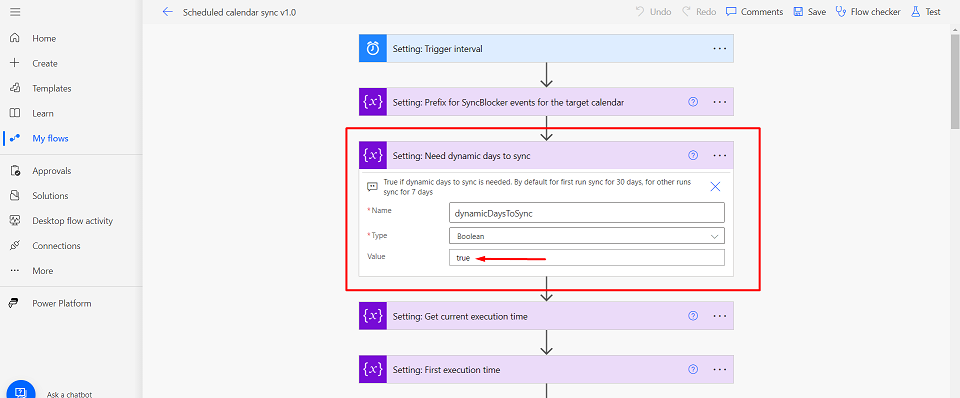 Scheduled calendar sync v1.0
Undo
Redo
Comments
Save
Flow checker
Test
Home
Create
Templates
Learn
My flows
Approvals
Solutions
Desktop flow activity
Connections
More
Power Platform
Ask a chatbot
Setting: Trigger interval
{x} Setting: Prefix for SyncBlocker events for the target calendar
{x} Setting: Need dynamic days to sync
True if dynamic days to sync is needed. By default for first run sync for 30 days, for other runs
sync for 7 days
*Name
dynamicDaysToSync
*Type
Boolean
Value
true
{x} Setting: Get current execution time
{x} Setting: First execution time